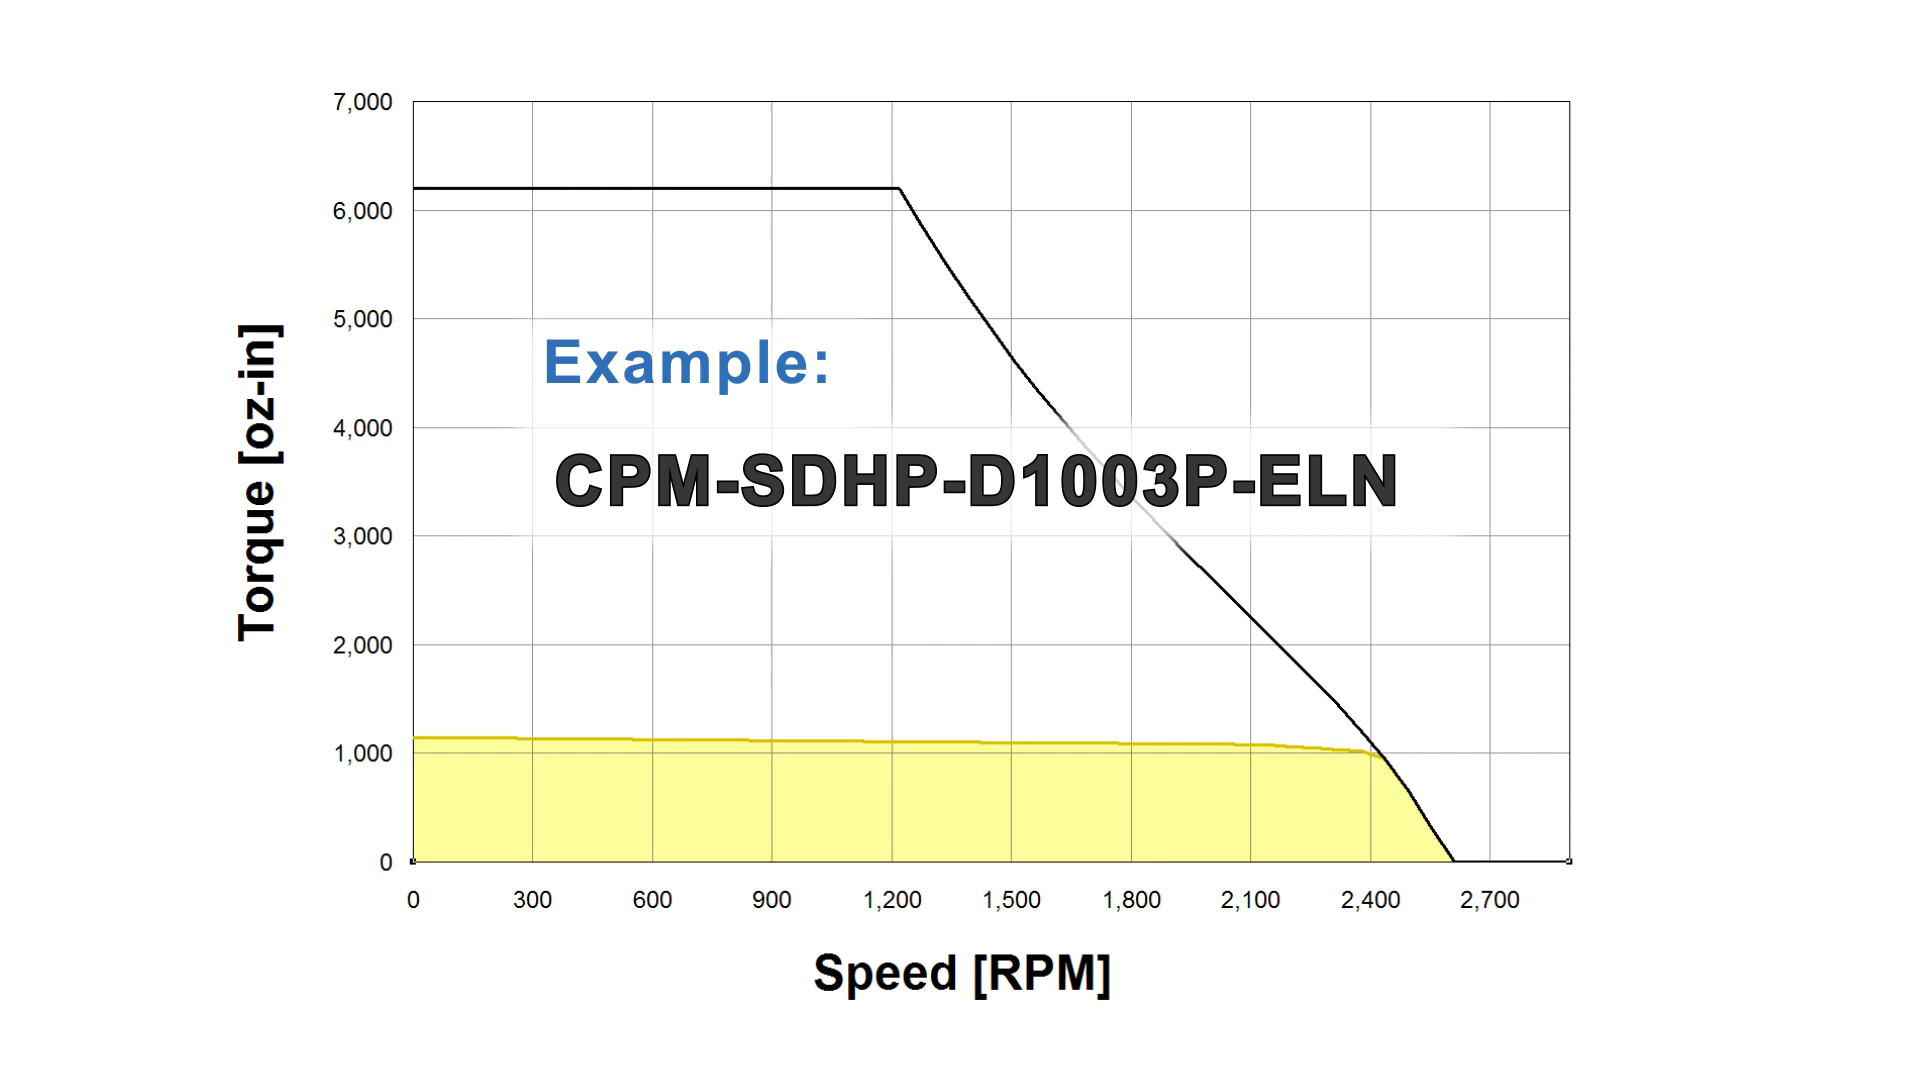 7,000
6,000
5,000
Example:
4,000
CPM-SDHP-D1003P-ELN
3,000
2,000
1,000
0
Torque [oz-in]
0 300 600 900 1,200 1,500 1,800 2,100 2,400 2,700
Speed [RPM]